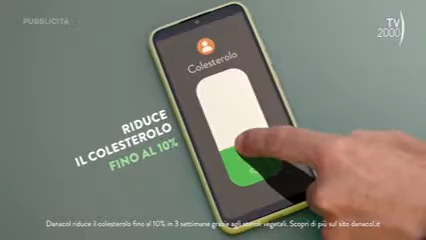 PUBBLICITÀ
TV
2000
Colesterolo
RIDUCE
IL COLESTEROLO
FINO AL 10%
Danacol riduce il colesterolo fino al 10% in 3 settimane grazie agli steroli vegetali. Scopri di più sul sito danacol.it